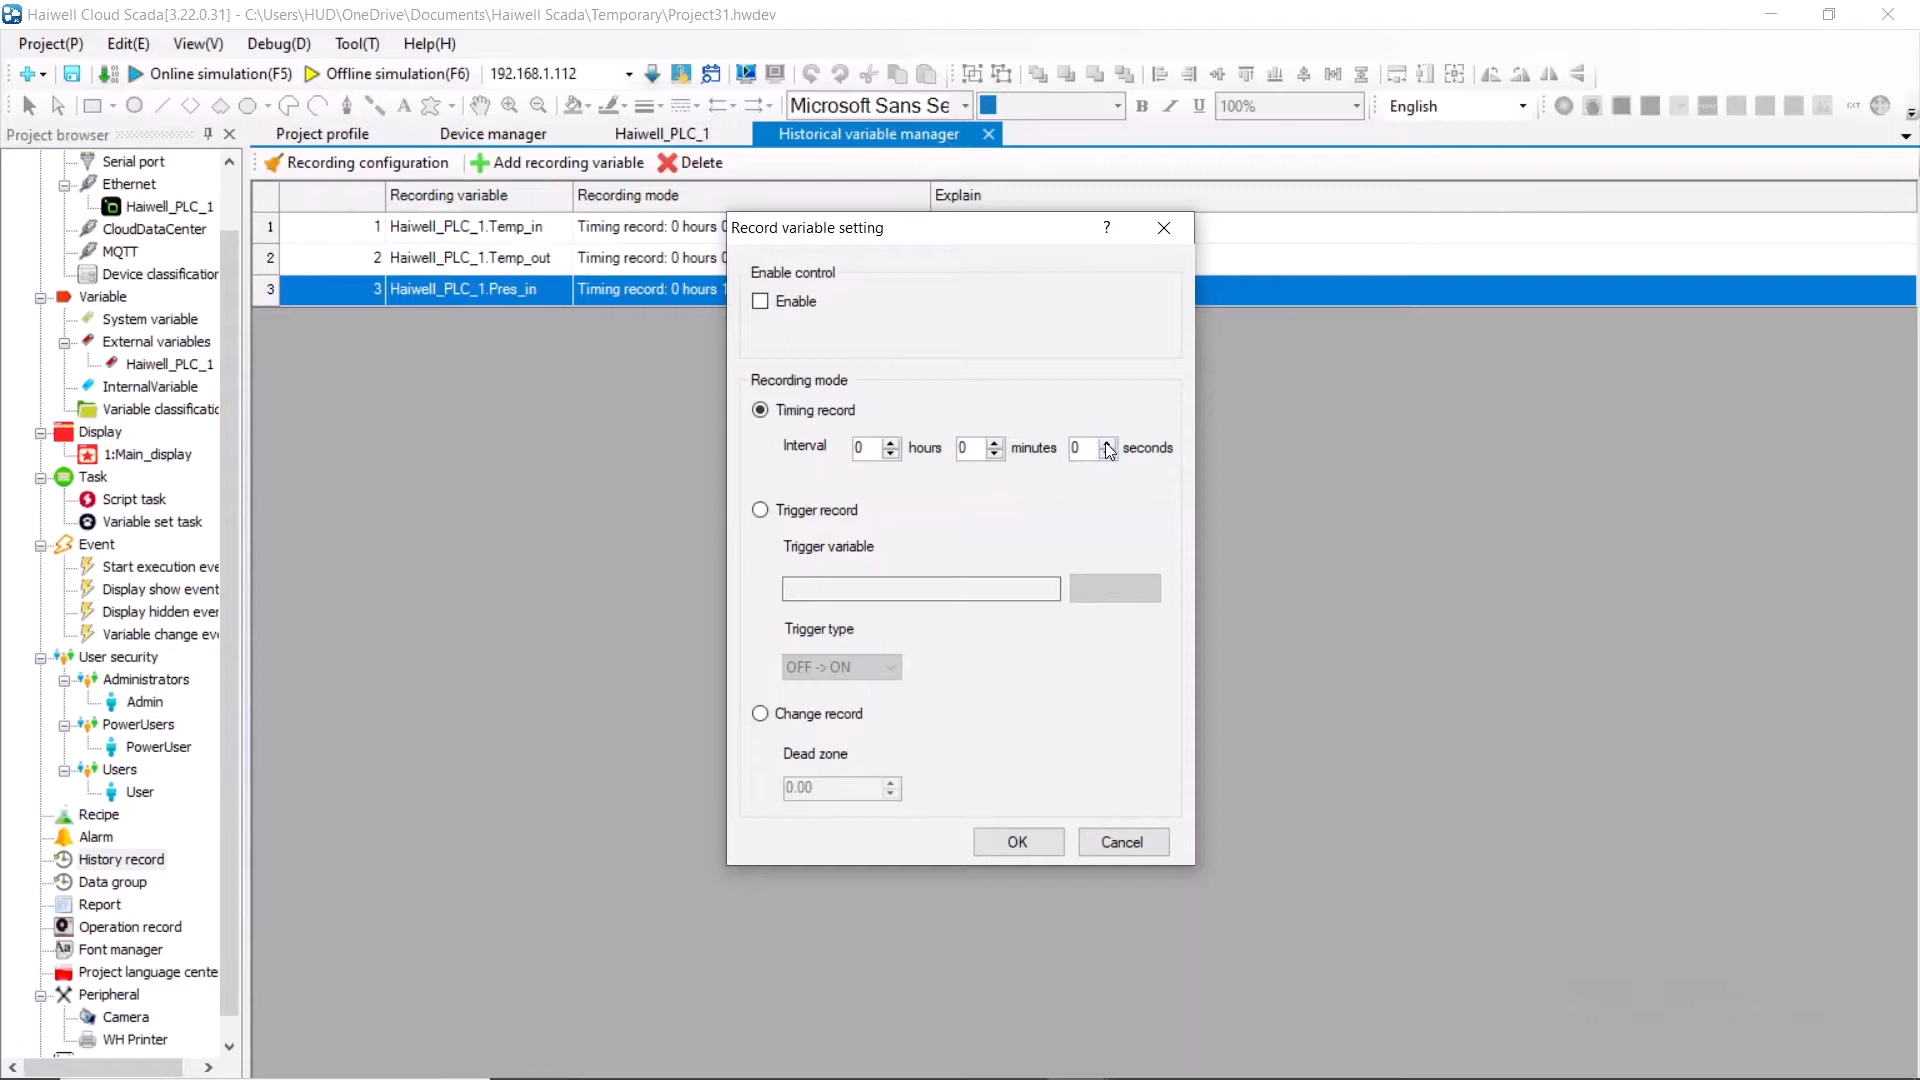 Haiwell Cloud Scada[3.22.0.31] - C:\Users\HUD\OneDrive\Documents\Haiwell Scada\Temporary\Project31.hwdev
Project(P) Edit(E) View(V) Debug(D) Tool(T) Help(H)
Online simulation(F5) Offline simulation(F6) 192.168.1.112
A Microsoft Sans Se B I U 100% English EXT
Project browser Project profile Device manager Haiwell_PLC_1 Historical variable manager
Recording configuration Add recording variable Delete
Recording variable Recording mode Explain
1 1 Haiwell_PLC_1.Temp_in Timing record: 0 hours 0
2 2 Haiwell_PLC_1.Temp_out Timing record: 0 hours 0
3 3 Haiwell_PLC_1.Pres_in Timing record: 0 hours 1
Serial port
Ethernet
Haiwell_PLC_1
CloudDataCenter
MQTT
Device classification
Variable
System variable
External variables
Haiwell_PLC_1
InternalVariable
Variable classificatio
Display
1:Main_display
Task
Script task
Variable set task
Event
Start execution eve
Display show event
Display hidden ever
Variable change eve
User security
Administrators
Admin
PowerUsers
PowerUser
Users
User
Recipe
Alarm
History record
Data group
Report
Operation record
Font manager
Project language cente
Peripheral
Camera
WH Printer
Record variable setting ?
Enable control
Enable
Recording mode
Timing record
Interval 0 hours 0 minutes 0 seconds
Trigger record
Trigger variable
...
Trigger type
OFF -> ON
Change record
Dead zone
0.00
OK Cancel